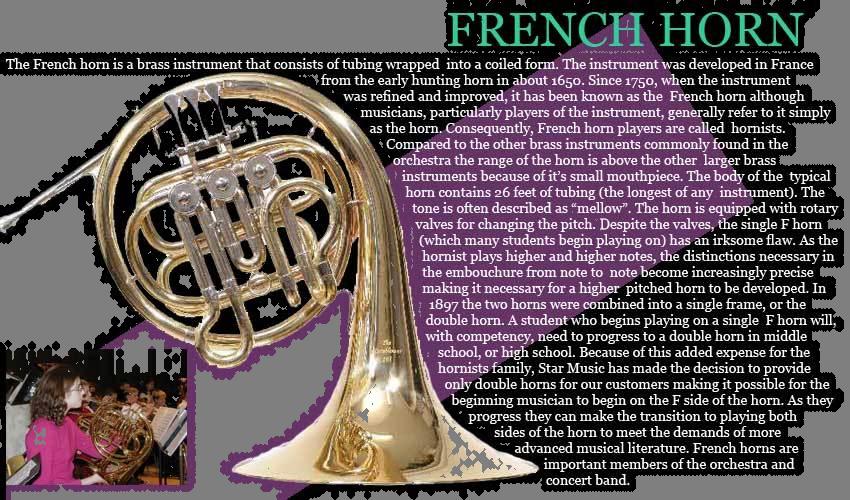 FRENCH HORN
The French horn is a brass instrument that consists of tubing wrapped into a coiled form. The instrument was developed in France
from the early hunting horn in about 1650. Since 1750, when the instrument
was refined and improved, it has been known as the French horn although
musicians, particularly players of the instrument, generally refer to it simply
as the horn. Consequently, French horn players are called hornists.
Compared to the other brass instruments commonly found in the
orchestra the range of the horn is above the other larger brass
instruments because of it's small mouthpiece. The body of the typical
horn contains 26 feet of tubing (the longest of any instrument). The
tone is often described as “mellow”. The horn is equipped with rotary
valves for changing the pitch. Despite the valves, the single F horn
(which many students begin playing on) has an irksome flaw. As the
hornist plays higher and higher notes, the distinctions necessary in
the embouchure from note to note become increasingly precise
making it necessary for a higher pitched horn to be developed. In
1897 the two horns were combined into a single frame, or the
double horn. A student who begins playing on a single F horn will,
with competency, need to progress to a double horn in middle
school, or high school. Because of this added expense for the
hornists family, Star Music has made the decision to provide
only double horns for our customers making it possible for the
beginning musician to begin on the F side of the horn. As they
progress they can make the transition to playing both
sides of the horn to meet the demands of more
advanced musical literature. French horns are
important members of the orchestra and
concert band.